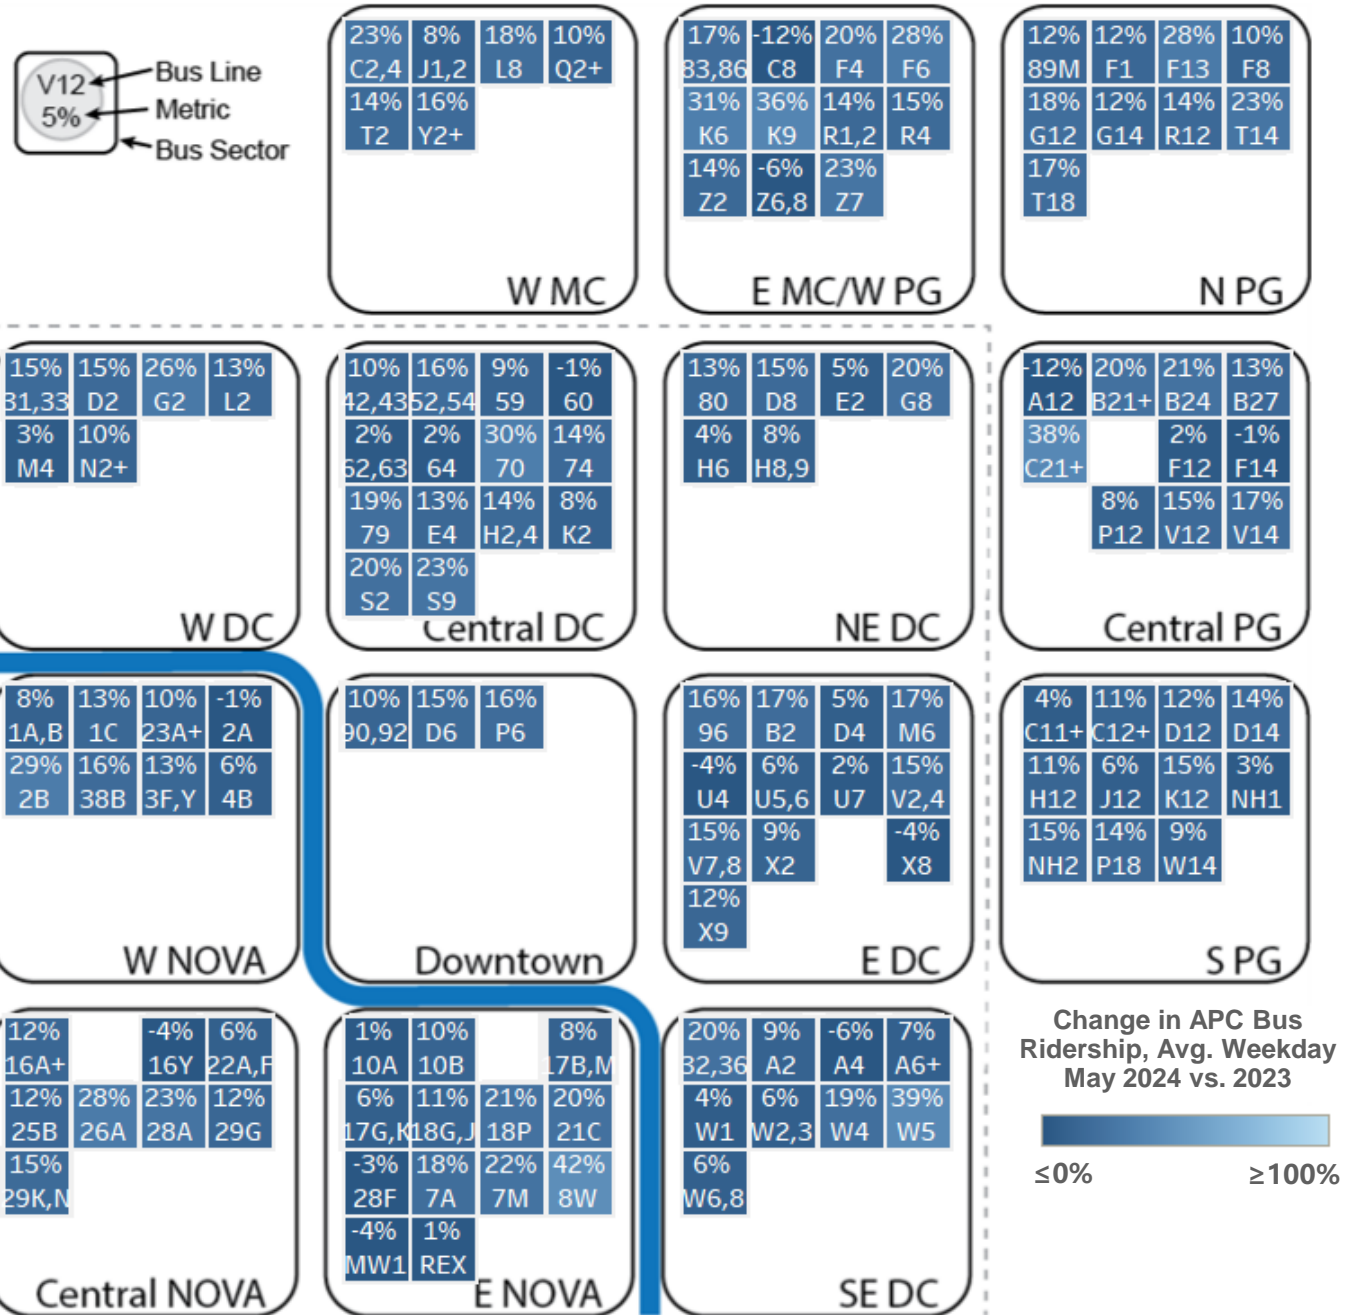 V12
5%
Bus Line
Metric
Bus Sector
23% 8% 18% 10%
C2,4 J1,2 L8 Q2+
14% 16%
T2 Y2+
W MC
17% -12% 20% 28%
83,86 C8 F4 F6
31% 36% 14% 15%
K6 K9 R1,2 R4
14% -6% 23%
Z2 Z6,8 Z7
E MC/W PG
12% 12% 28% 10%
89M F1 F13 F8
18% 12% 14% 23%
G12 G14 R12 T14
17%
T18
N PG
15% 15% 26% 13%
31,33 D2 G2 L2
3% 10%
M4 N2+
W DC
10% 16% 9% -1%
42,43 52,54 59 60
2% 2% 30% 14%
62,63 64 70 74
19% 13% 14% 8%
79 E4 H2,4 K2
20% 23%
S2 S9
Central DC
13% 15% 5% 20%
80 D8 E2 G8
4% 8%
H6 H8,9
NE DC
-12% 20% 21% 13%
A12 B21+ B24 B27
38% 2% -1%
C21+ F12 F14
8% 15% 17%
P12 V12 V14
Central PG
8% 13% 10% -1%
1A,B 1C 23A+ 2A
29% 16% 13% 6%
2B 38B 3F,Y 4B
W NOVA
10% 15% 16%
90,92 D6 P6
Downtown
16% 17% 5% 17%
96 B2 D4 M6
-4% 6% 2% 15%
U4 U5,6 U7 V2,4
15% 9% -4%
V7,8 X2 X8
12%
X9
E DC
4% 11% 12% 14%
C11+ C12+ D12 D14
11% 6% 15% 3%
H12 J12 K12 NH1
15% 14% 9%
NH2 P18 W14
S PG
12% -4% 6%
16A+ 16Y 22A,F
12% 28% 23% 12%
25B 26A 28A 29G
15%
29K,N
Central NOVA
1% 10% 8%
10A 10B 17B,M
6% 11% 21% 20%
17G,K 18G,J 18P 21C
-3% 18% 22% 42%
28F 7A 7M 8W
-4% 1%
MW1 REX
E NOVA
20% 9% -6% 7%
32,36 A2 A4 A6+
4% 6% 19% 39%
W1 W2,3 W4 W5
6%
W6,8
SE DC
Change in APC Bus
Ridership, Avg. Weekday
May 2024 vs. 2023
≤0% ≥100%